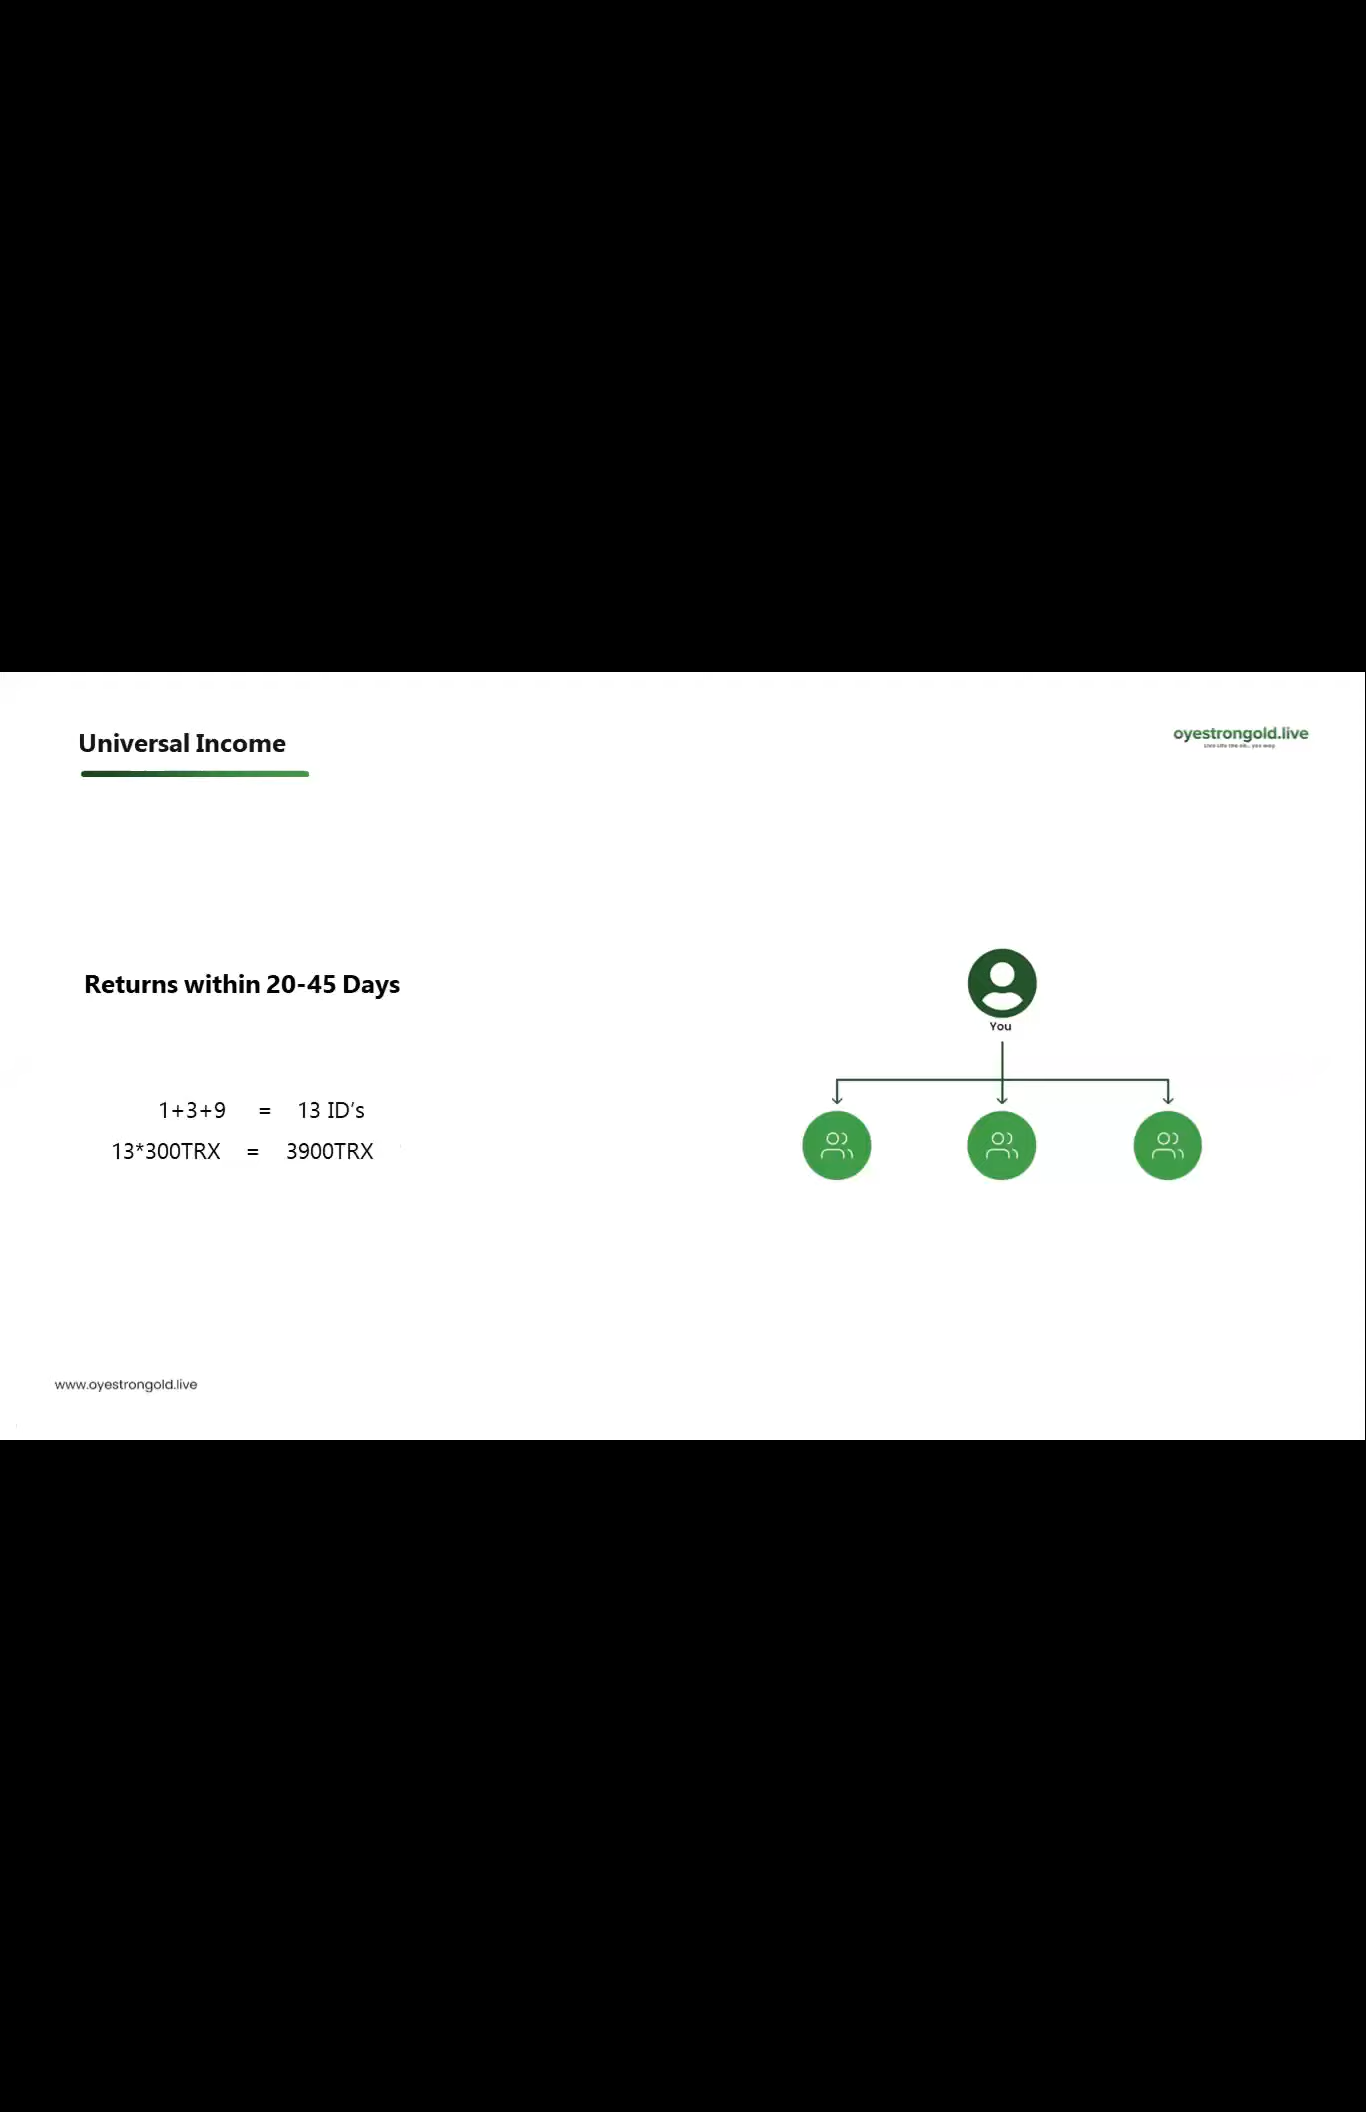 Universal Income
oyestrongold.live
Returns within 20-45 Days
You
1+3+9 = 13 ID's
13*300TRX = 3900TRX
www.oyestrongold.live